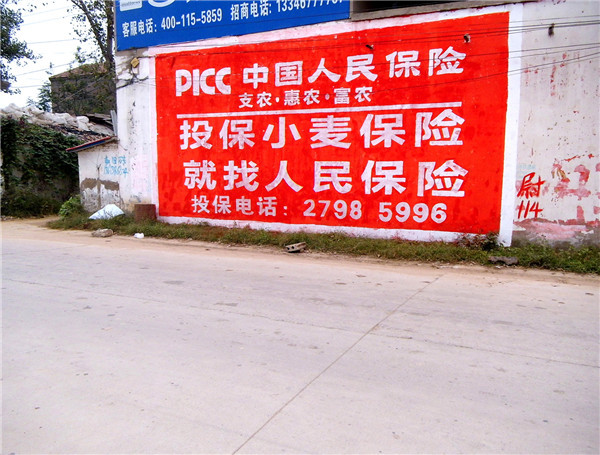 客服电话：400-115-5859 招商电话：
PICC 中国人民保险
支农·惠农·富农
投保小麦保险
就找人民保险
投保电话：2798 5996
114